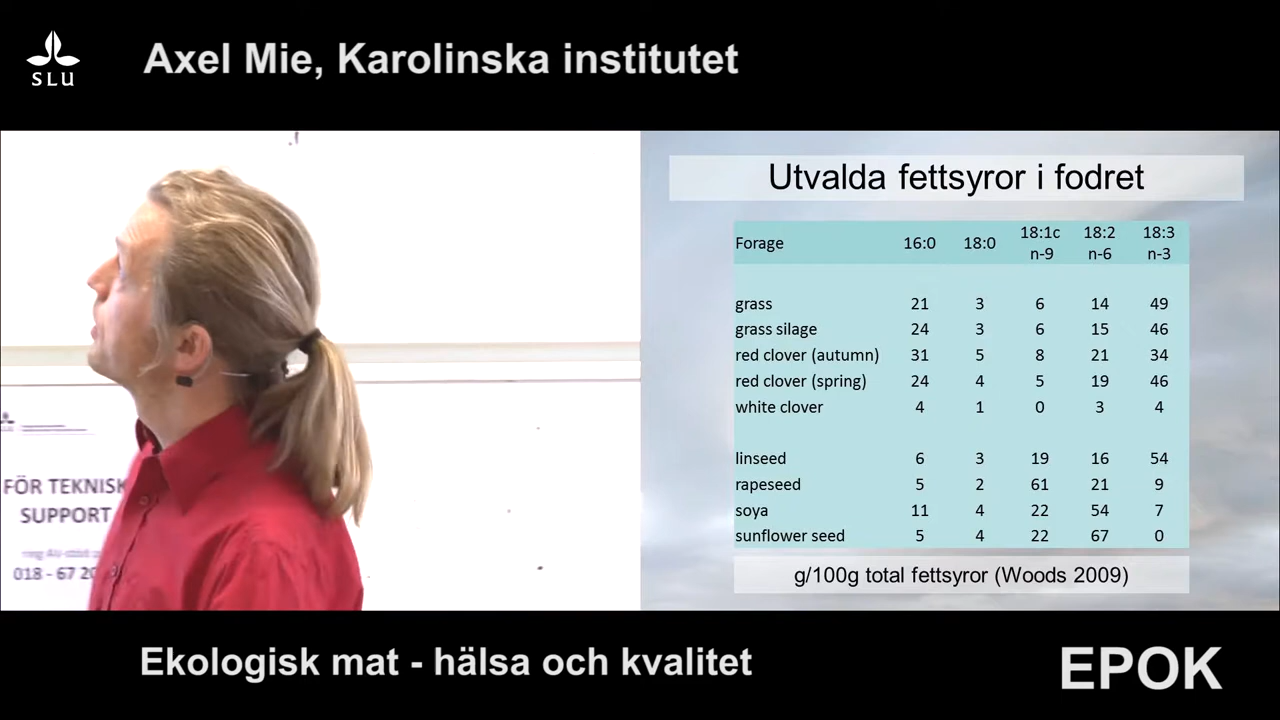 SLU
Axel Mie, Karolinska institutet
FÖR TEKNISK
SUPPORT
018 - 67 20
Utvalda fettsyror i fodret
Forage 16:0 18:0 18:1c n-9 18:2 n-6 18:3 n-3
grass 21 3 6 14 49
grass silage 24 3 6 15 46
red clover (autumn) 31 5 8 21 34
red clover (spring) 24 4 5 19 46
white clover 4 1 0 3 4
linseed 6 3 19 16 54
rapeseed 5 2 61 21 9
soya 11 4 22 54 7
sunflower seed 5 4 22 67 0
g/100g total fettsyror (Woods 2009)
Ekologisk mat - hälsa och kvalitet
EPOK